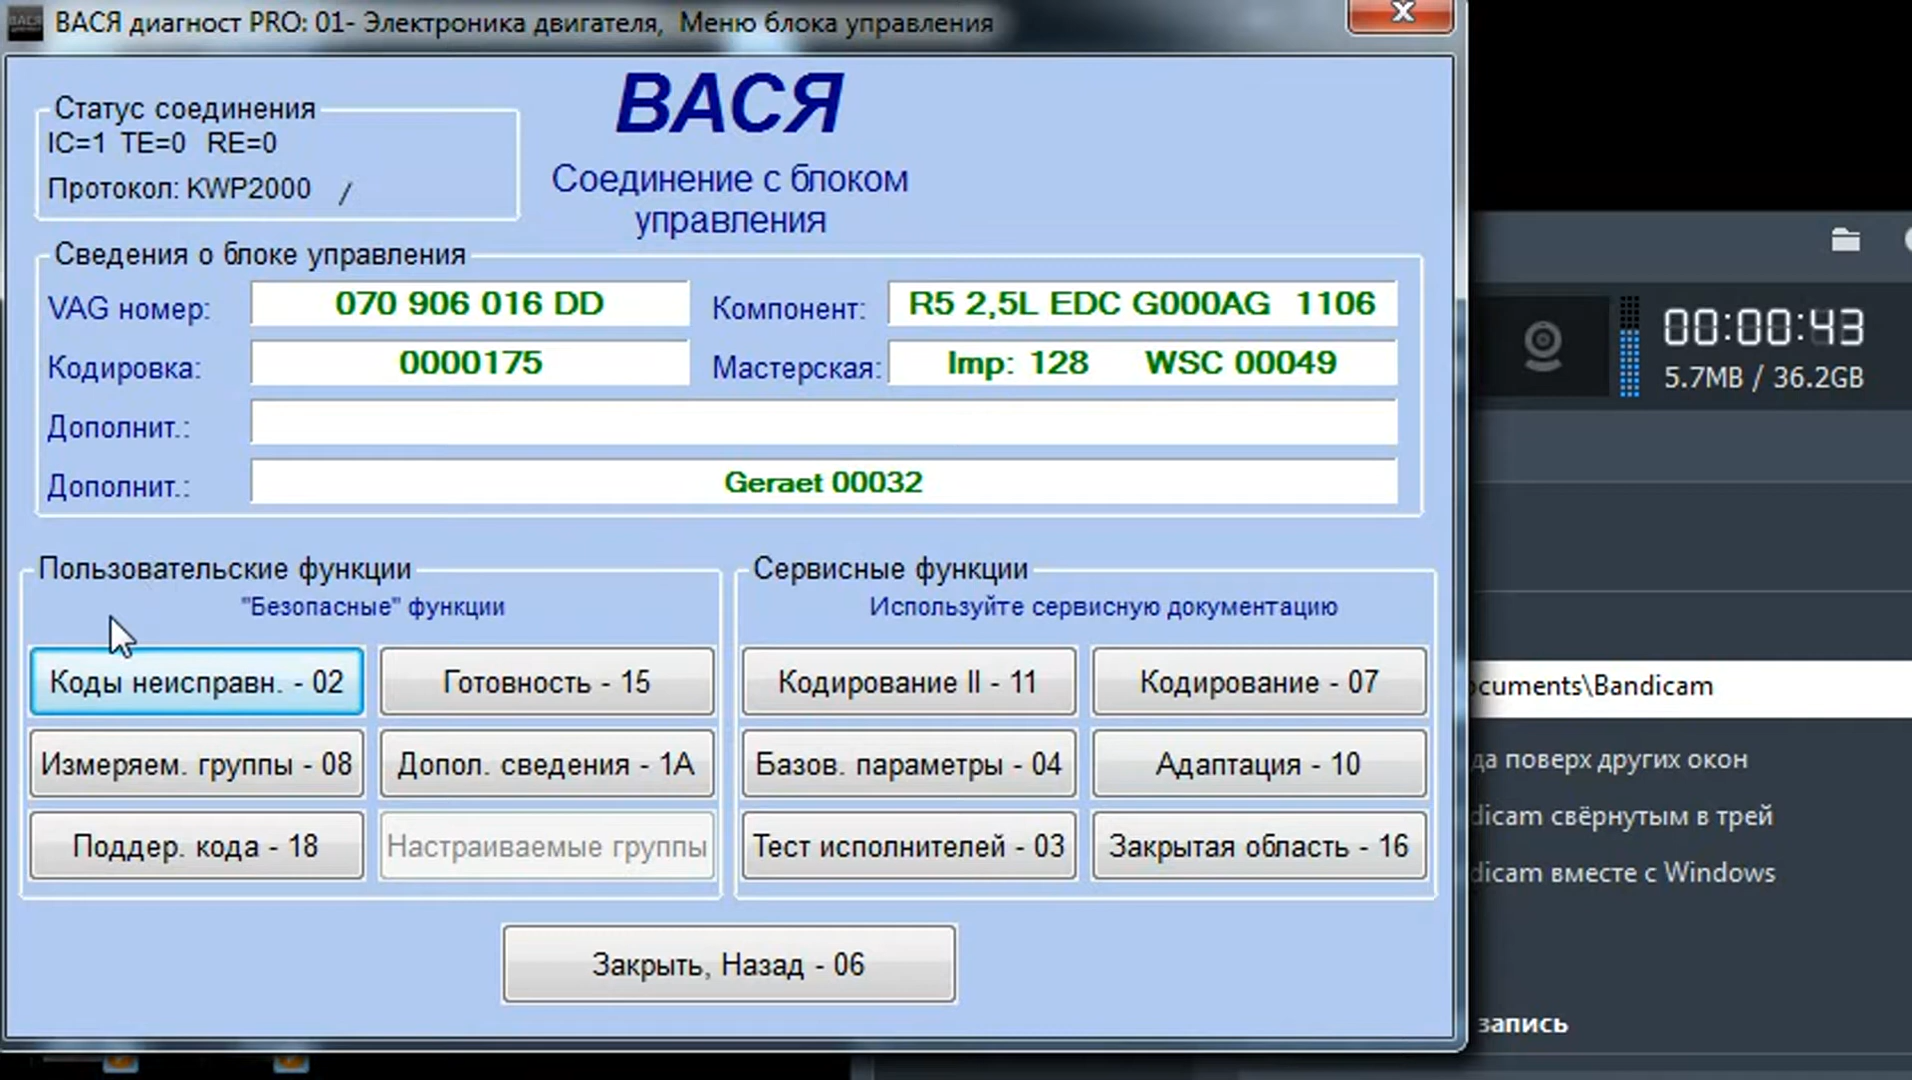 ВАСЯ диагност PRO: 01- Электроника двигателя, Меню блока управления
x
ВАСЯ
Соединение с блоком
управления
Статус соединения
IC=1 TE=0 RE=0
Протокол: KWP2000 /
Сведения о блоке управления
VAG номер: 070 906 016 DD Компонент: R5 2,5L EDC G000AG 1106
Кодировка: 0000175 Мастерская: Imp: 128 WSC 00049
Дополнит.:
Дополнит.: Geraet 00032
Пользовательские функции
"Безопасные" функции
Коды неисправн. - 02 Готовность - 15
Измеряем. группы - 08 Допол. сведения - 1A
Поддер. кода - 18 Настраиваемые группы
Сервисные функции
Используйте сервисную документацию
Кодирование II - 11 Кодирование - 07
Базов. параметры - 04 Адаптация - 10
Тест исполнителей - 03 Закрытая область - 16
Закрыть, Назад - 06
00:00:43
5.7MB / 36.2GB
ocuments\Bandicam
да поверх других окон
dicam свёрнутым в трей
dicam вместе с Windows
запись